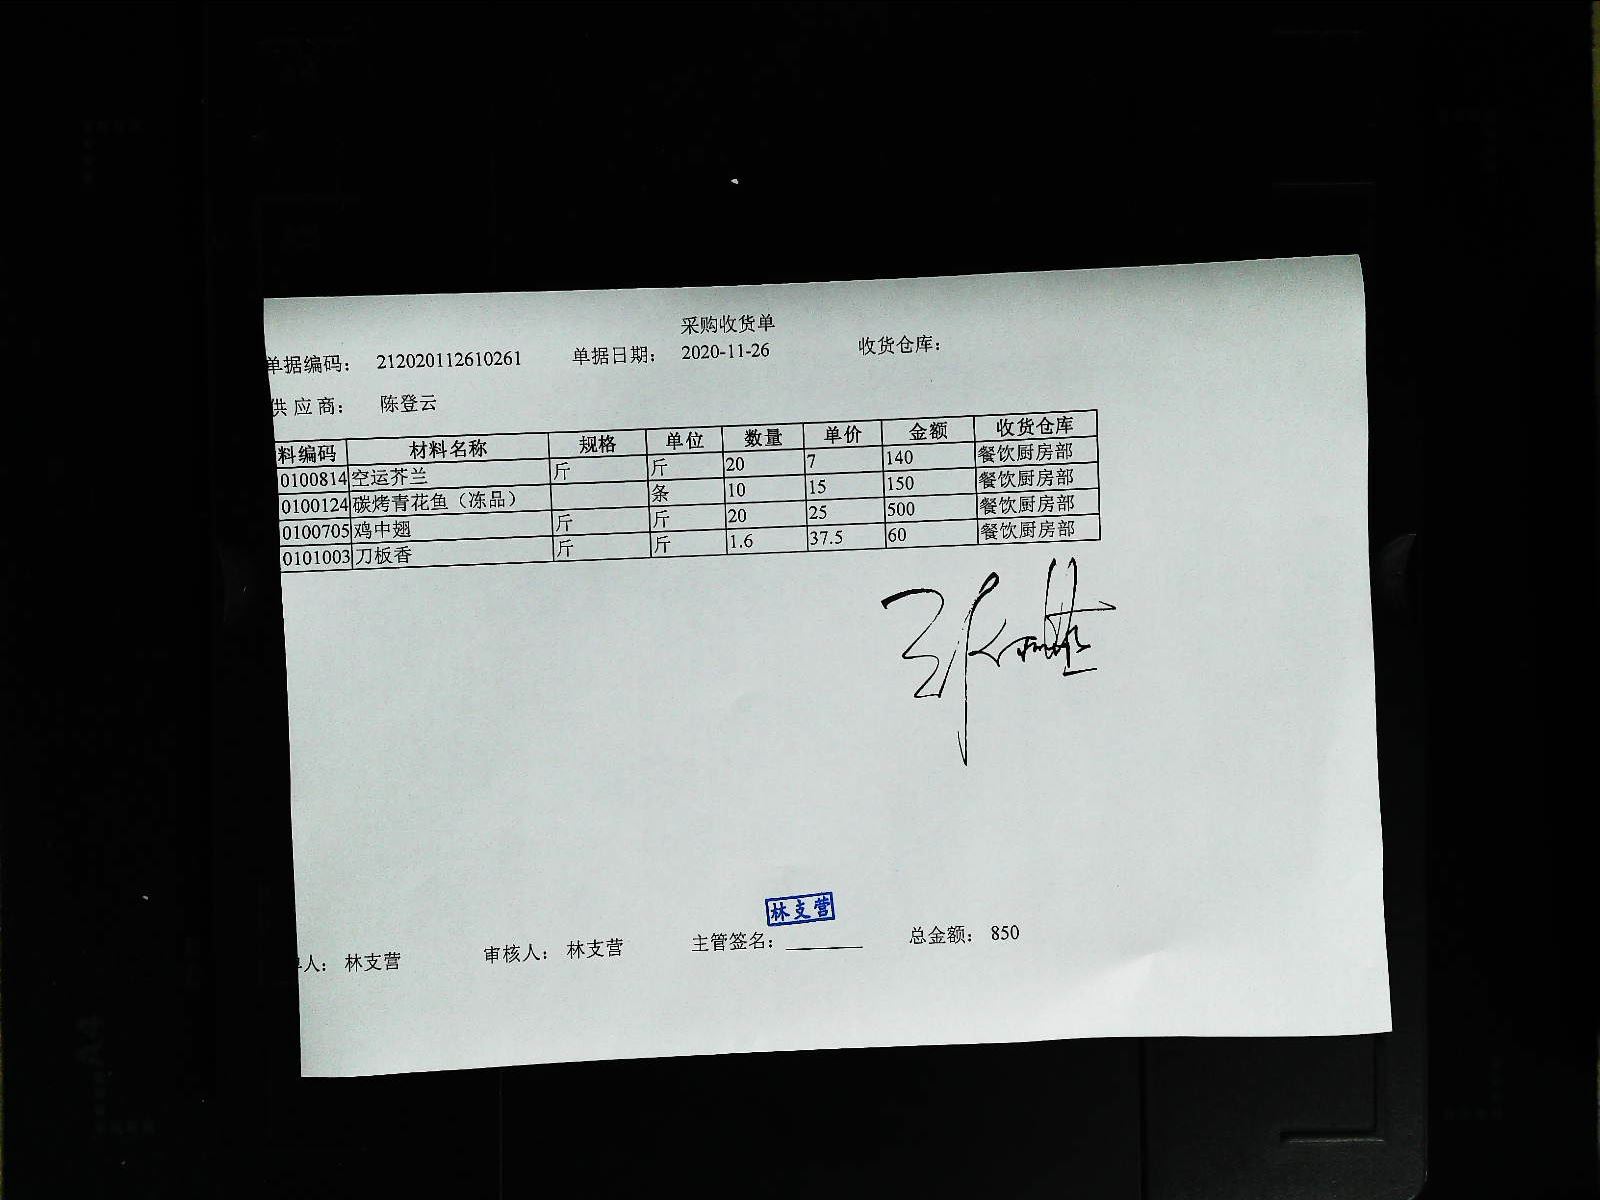 采购收货单
单据编码： 212020112610261 单据日期： 2020-11-26 收货仓库：
供应商： 陈登云
料编码 材料名称 规格 单位 数量 单价 金额 收货仓库
0100814 空运芥兰 斤 斤 20 7 140 餐饮厨房部
0100124 碳烤青花鱼（冻品） 条 10 15 150 餐饮厨房部
0100705 鸡中翅 斤 斤 20 25 500 餐饮厨房部
0101003 刀板香 斤 斤 1.6 37.5 60 餐饮厨房部
林支营
人： 林支营 审核人： 林支营 主管签名： 总金额： 850